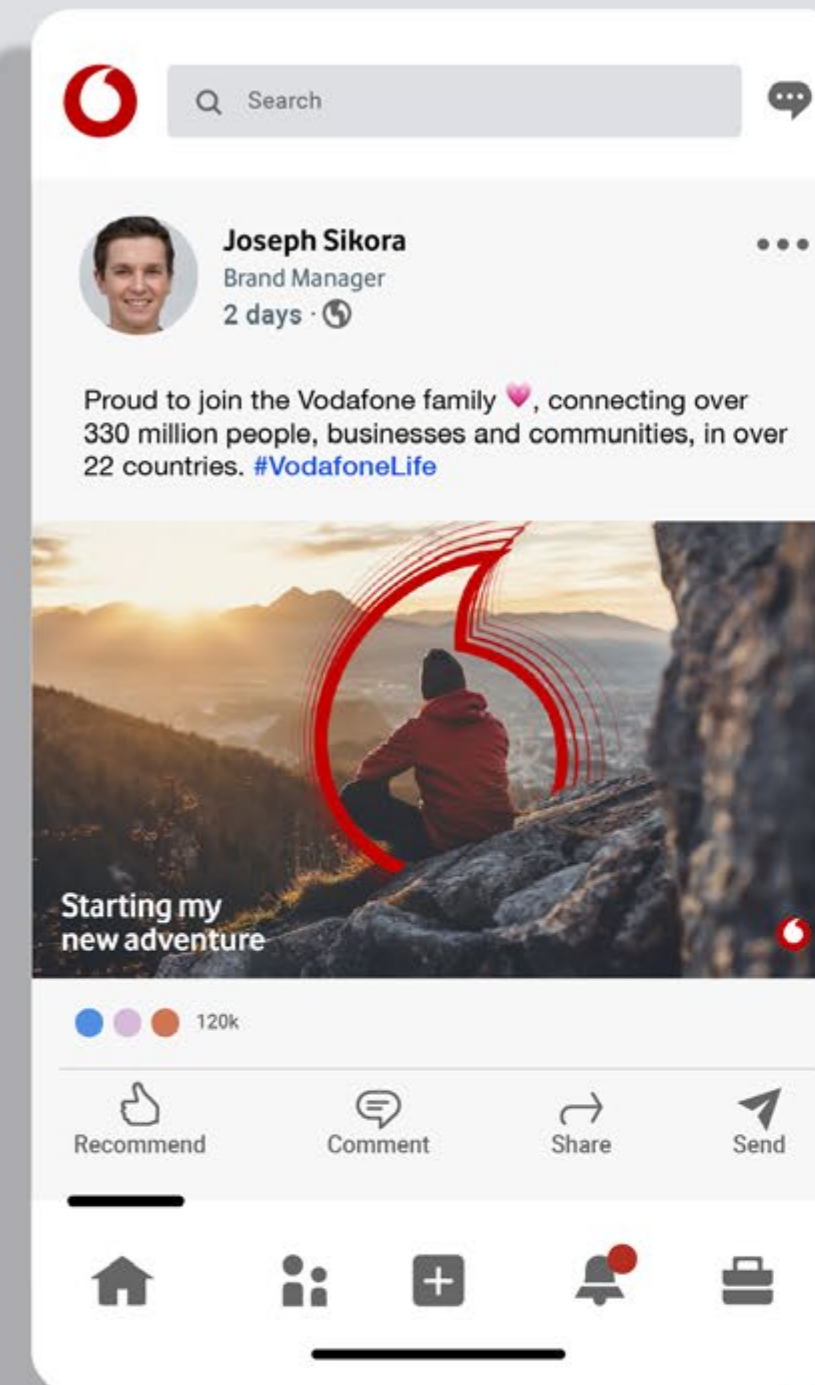 Search
Joseph Sikora
Brand Manager
2 days ·
Proud to join the Vodafone family 💗, connecting over
330 million people, businesses and communities, in over
22 countries. #VodafoneLife
Starting my
new adventure
120k
Recommend Comment Share Send